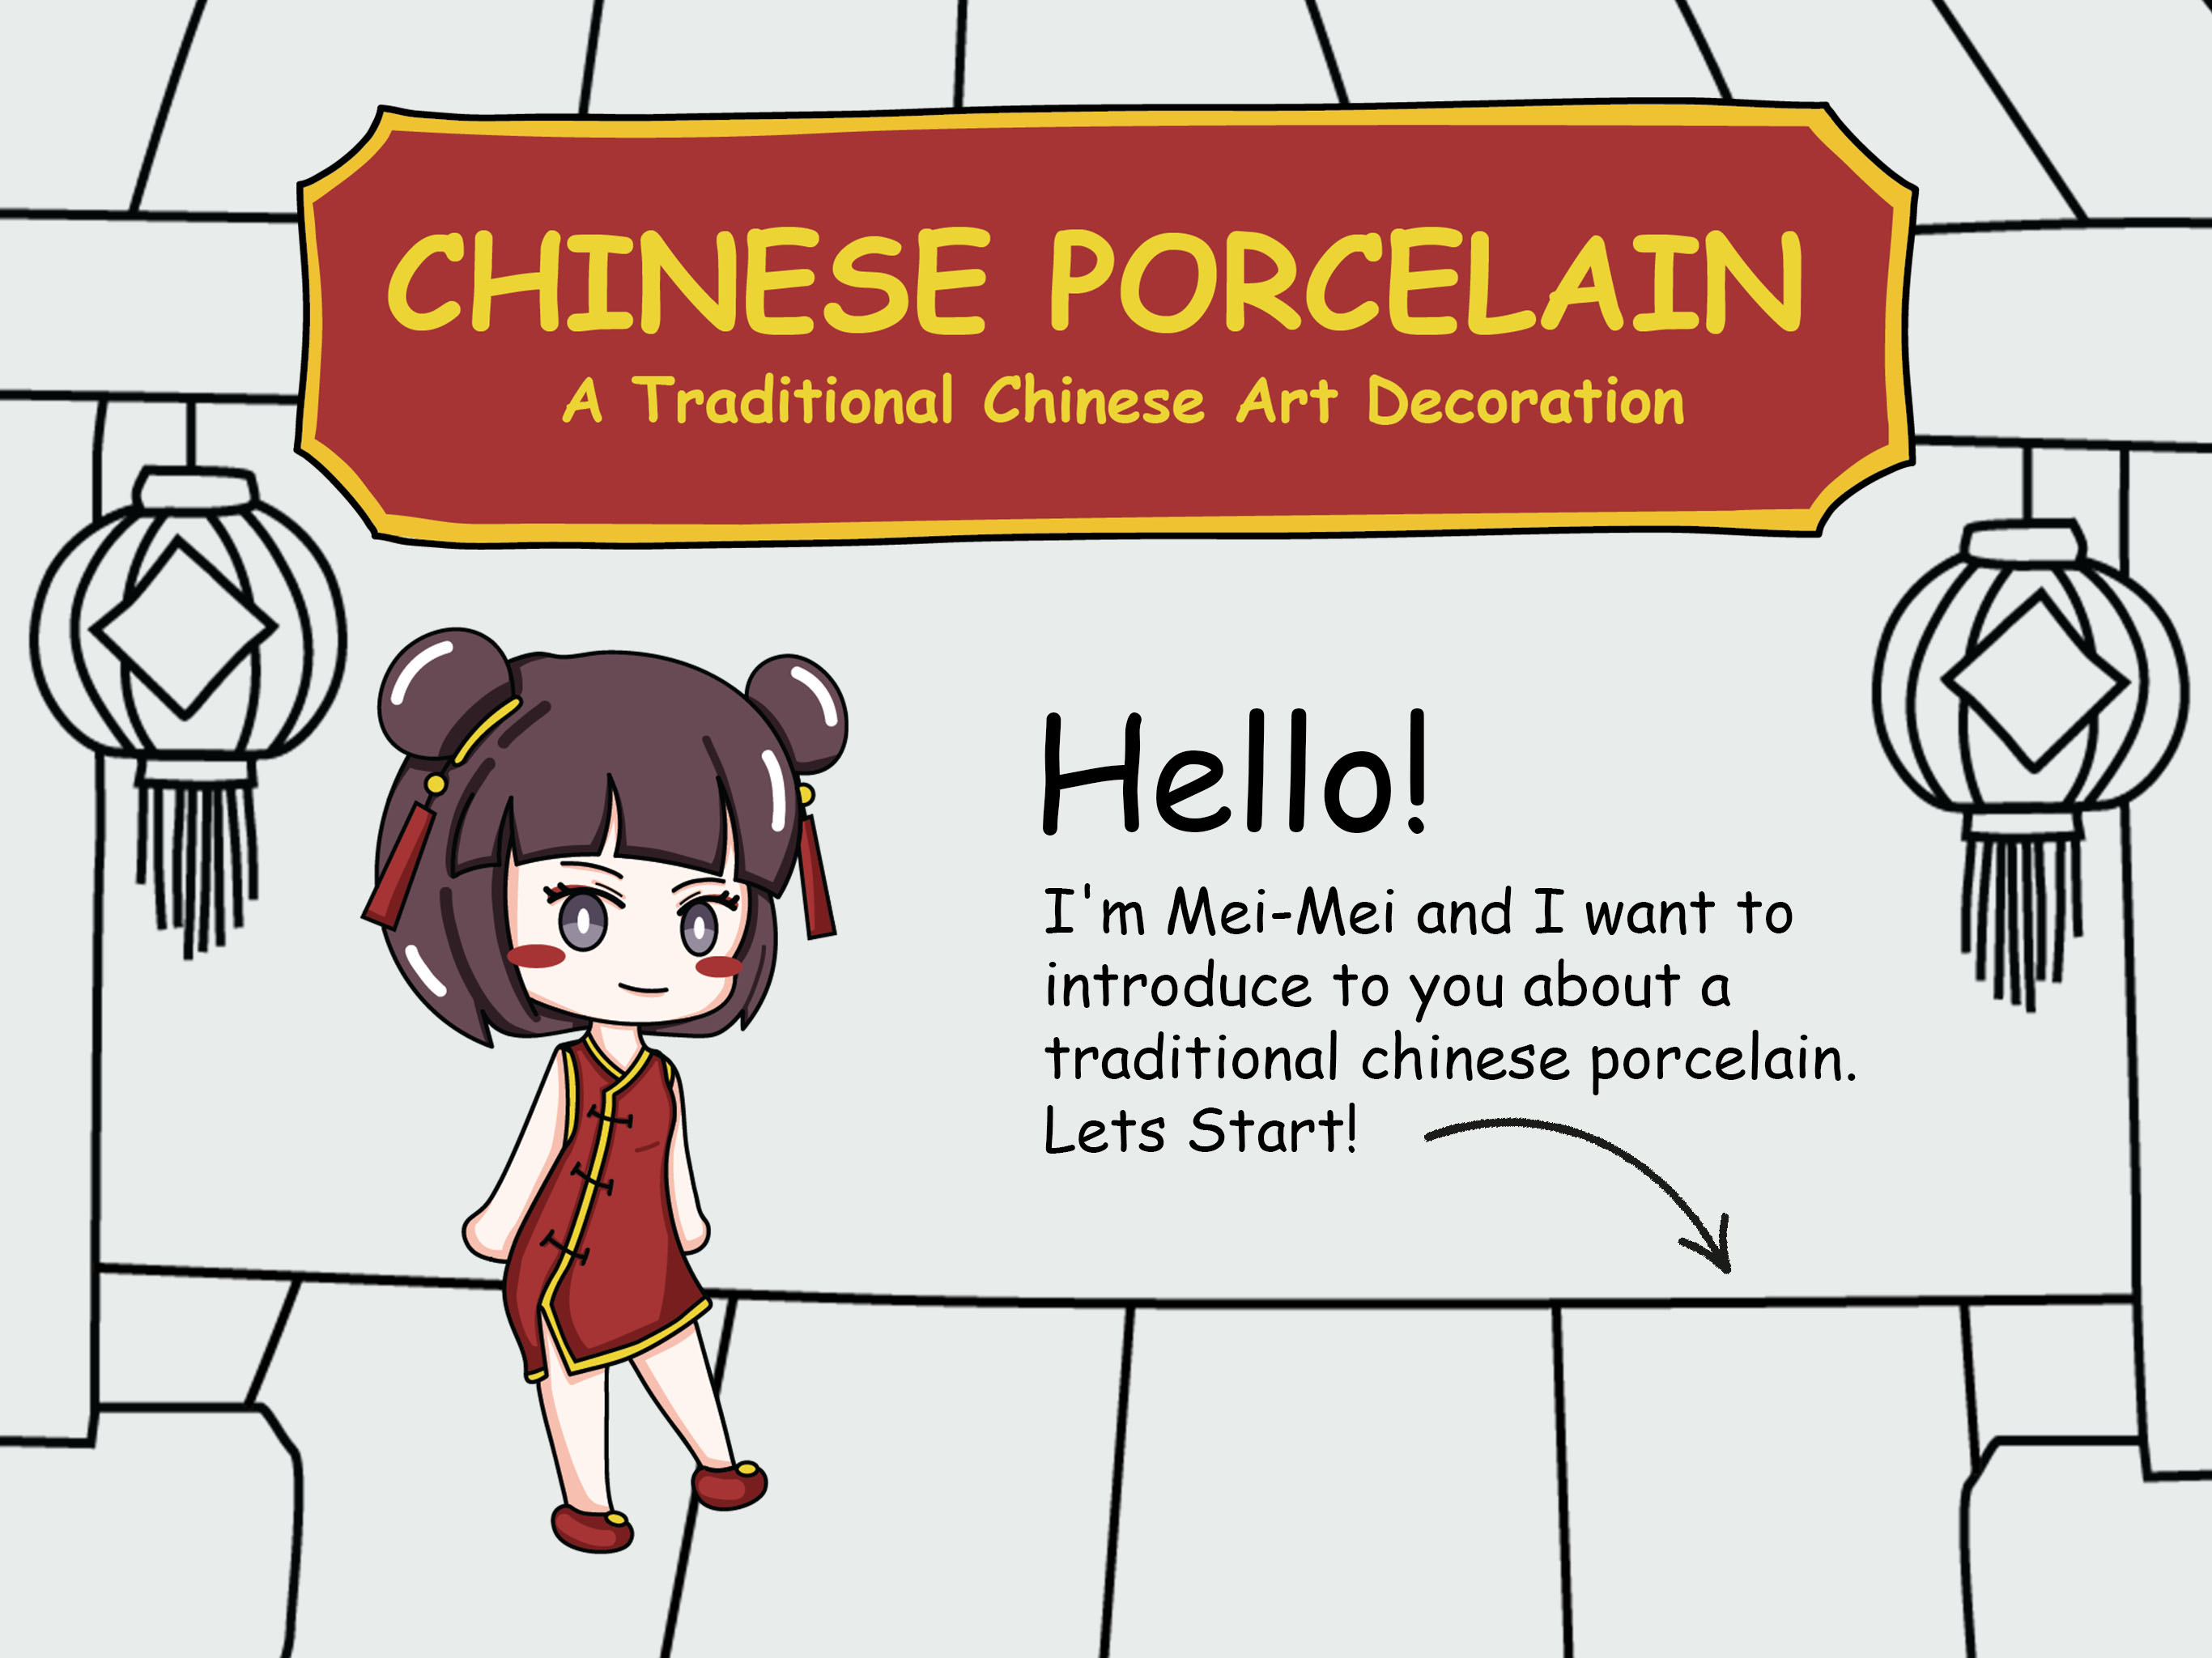 CHINESE PORCELAIN
A Traditional Chinese Art Decoration
Hello!
I'm Mei-Mei and I want to
introduce to you about a
traditional chinese porcelain.
Lets Start!